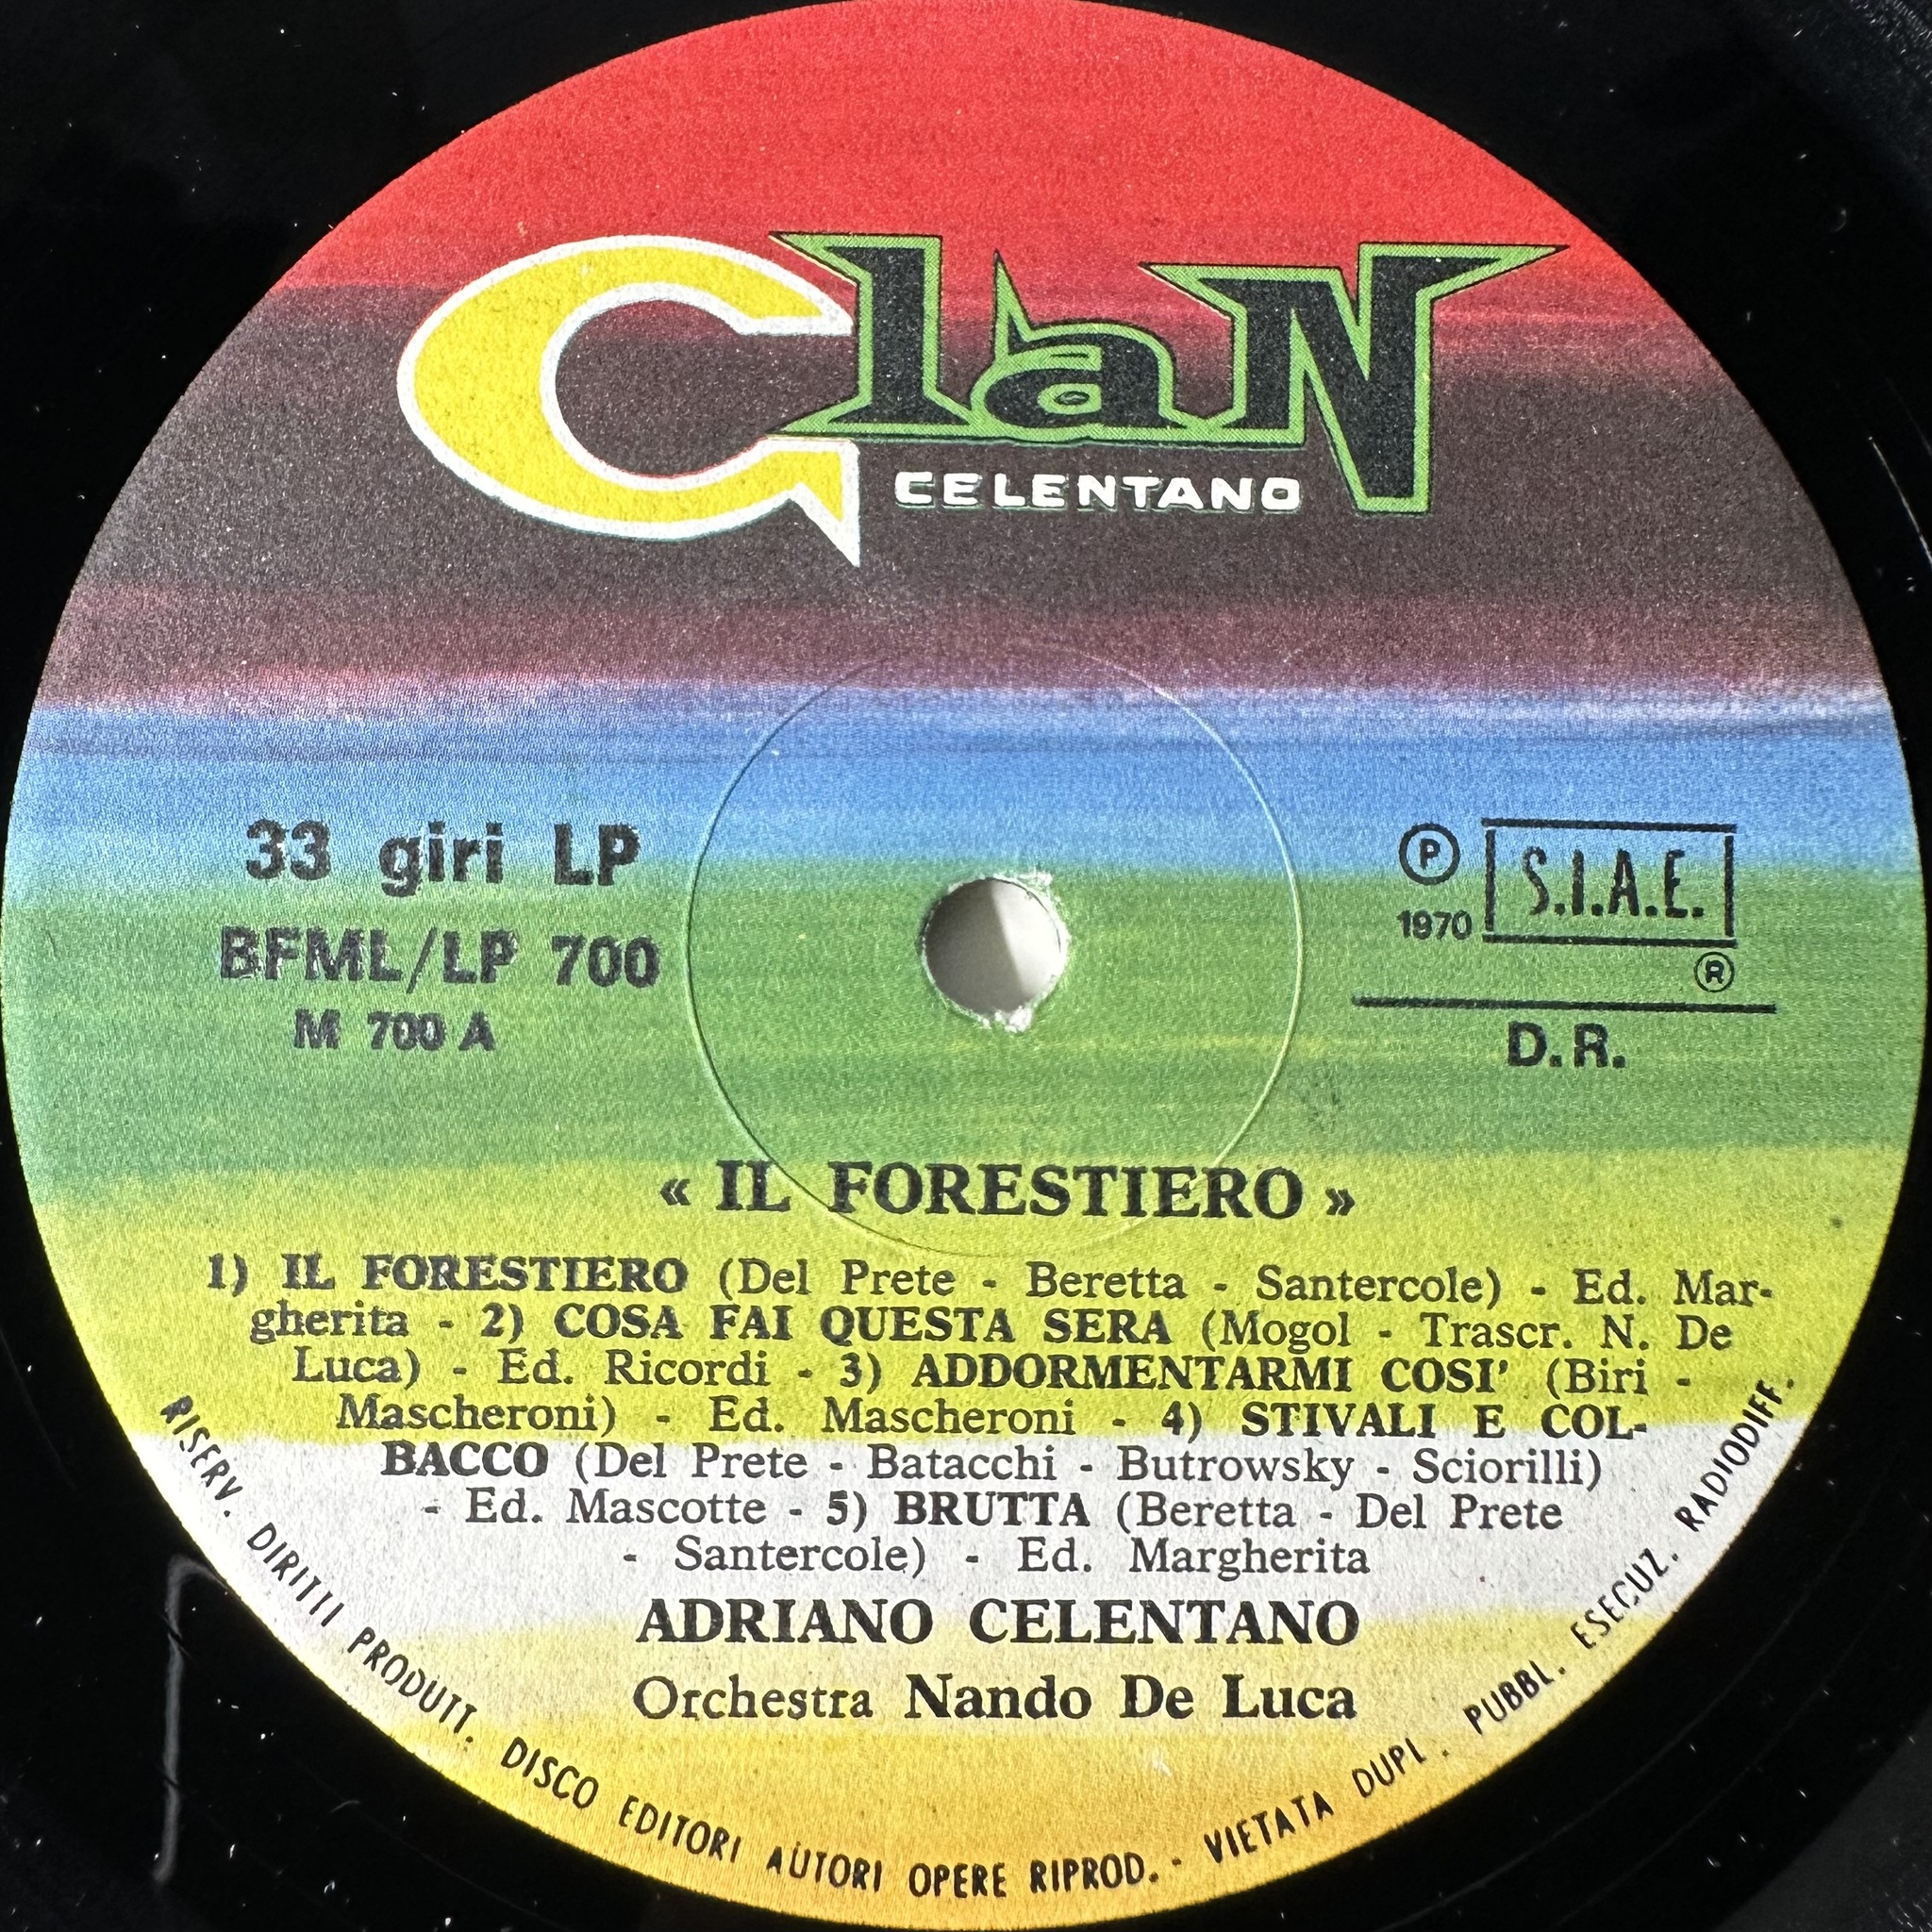 ClaN
CELENTANO
33 giri LP
BFML/LP 700
M 700 A
Ⓟ S.I.A.E.
1970
®
D.R.
« IL FORESTIERO »
1) IL FORESTIERO (Del Prete - Beretta - Santercole) - Ed. Mar-
gherita - 2) COSA FAI QUESTA SERA (Mogol - Trascr. N. De
Luca) - Ed. Ricordi - 3) ADDORMENTARMI COSI' (Biri -
Mascheroni) - Ed. Mascheroni - 4) STIVALI E COL-
BACCO (Del Prete - Batacchi - Butrowsky - Sciorilli)
- Ed. Mascotte - 5) BRUTTA (Beretta - Del Prete
- Santercole) - Ed. Margherita
ADRIANO CELENTANO
Orchestra Nando De Luca
RISERV. DIRITTI PRODUTT. DISCO EDITORI AUTORI OPERE RIPROD. - VIETATA DUPL. PUBBL. ESECUZ. RADIODIFF.